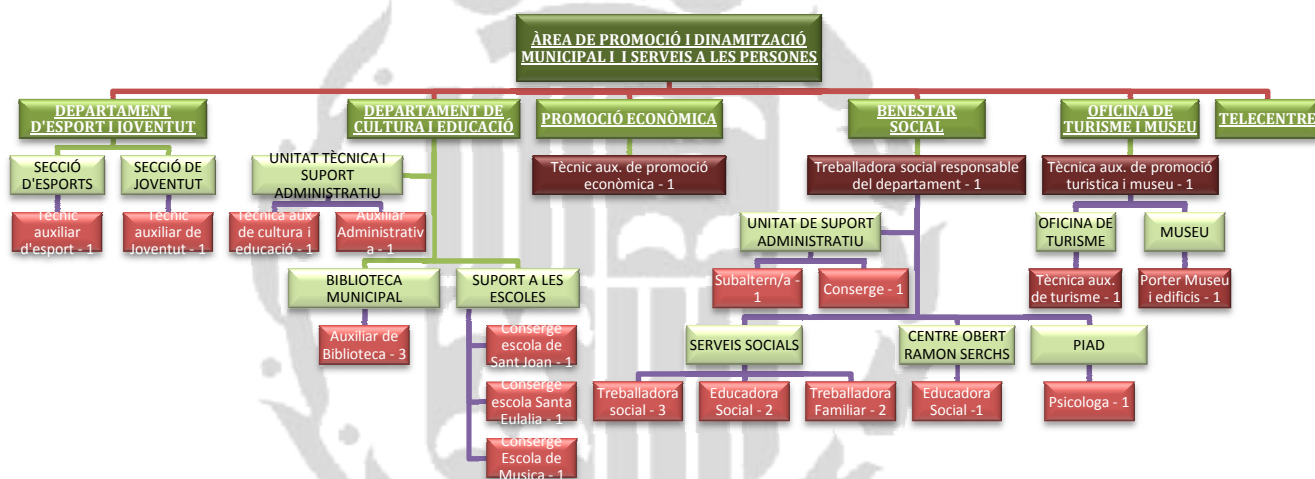 ÀREA DE PROMOCIÓ I DINAMITZACIÓ
MUNICIPAL I I SERVEIS A LES PERSONES
DEPARTAMENT
D'ESPORT I JOVENTUT
DEPARTAMENT DE
CULTURA I EDUCACIÓ
PROMOCIÓ ECONÒMICA
BENESTAR
SOCIAL
OFICINA DE
TURISME I MUSEU
TELECENTRE
SECCIÓ
D'ESPORTS
SECCIÓ DE
JOVENTUT
UNITAT TÈCNICA I
SUPORT
ADMINISTRATIU
Tècnic aux. de promoció
econòmica - 1
Treballadora social responsable
del departament - 1
Tècnica aux. de promoció
turistica i museu - 1
Tècnic
auxiliar
d'esport - 1
Tècnic
auxiliar de
Joventut - 1
Tècnica aux
de cultura i
educació - 1
Auxiliar
Administrativ
a - 1
UNITAT DE SUPORT
ADMINISTRATIU
OFICINA DE
TURISME
MUSEU
BIBLIOTECA
MUNICIPAL
SUPORT A LES
ESCOLES
Subaltern/a -
1
Conserge - 1
Tècnica aux.
de turisme - 1
Porter Museu
i edificis - 1
Auxiliar de
Biblioteca - 3
Conserge
escola de
Sant Joan - 1
Conserge
escola Santa
Eulalia - 1
Conserge
Escola de
Musica - 1
SERVEIS SOCIALS
CENTRE OBERT
RAMON SERCHS
PIAD
Treballadora
social - 3
Educadora
Social - 2
Treballadora
Familiar - 2
Educadora
Social -1
Psicologa - 1